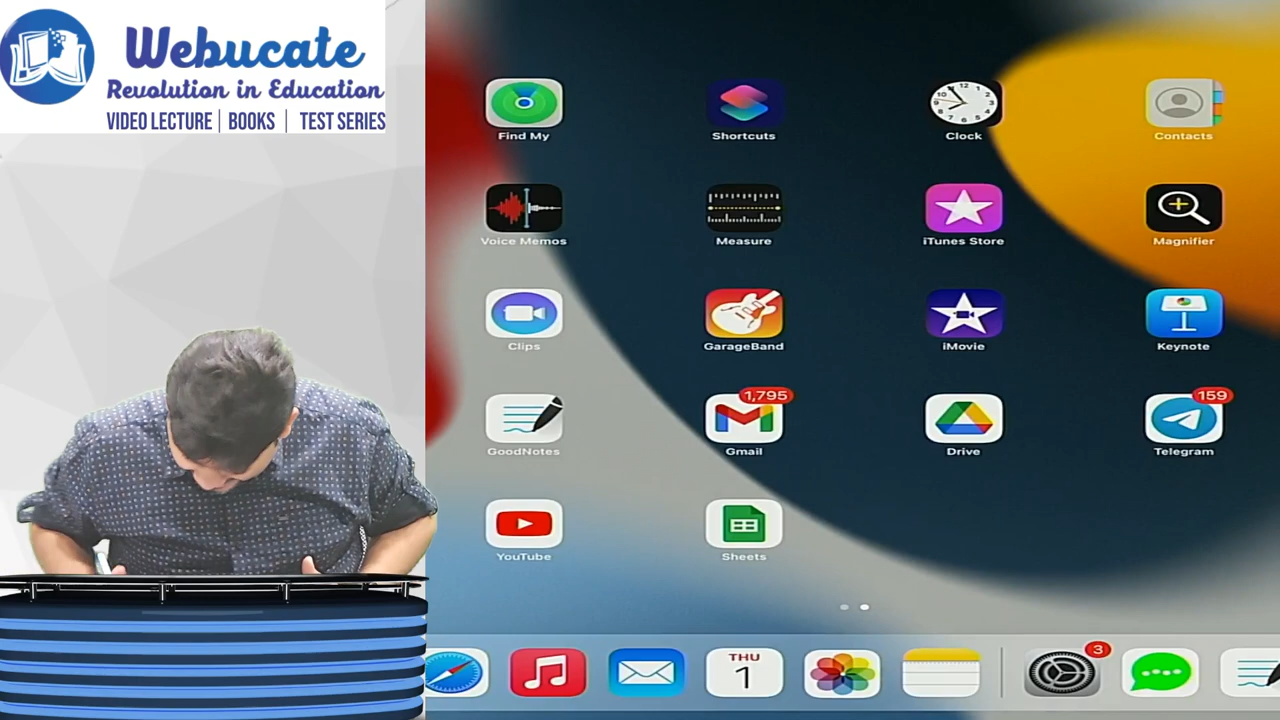 Webucate
Revolution in Education
VIDEO LECTURE | BOOKS | TEST SERIES
Find My
Shortcuts
Clock
Contacts
Voice Memos
Measure
iTunes Store
Magnifier
Clips
GarageBand
iMovie
Keynote
1,795
159
GoodNotes
Gmail
Drive
Telegram
YouTube
Sheets
THU
1
3